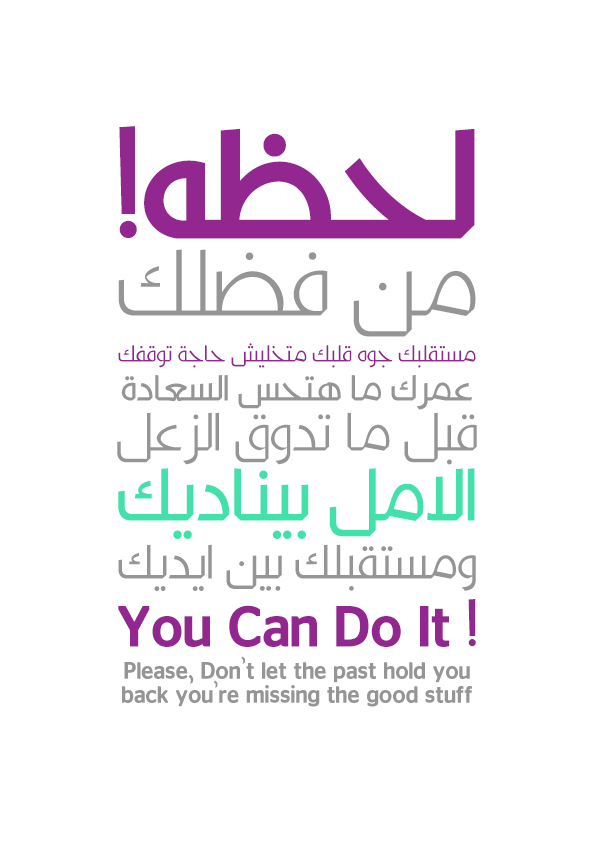 لحظه!
من فضلك
مستقلبك جوه قلبك متخليش حاجة توقفك
عمرك ما هتحس السعادة
قبل ما تدوق الزعل
الامل بيناديك
ومستقبلك بين ايديك
You Can Do It !
Please, Don't let the past hold you
back you're missing the good stuff